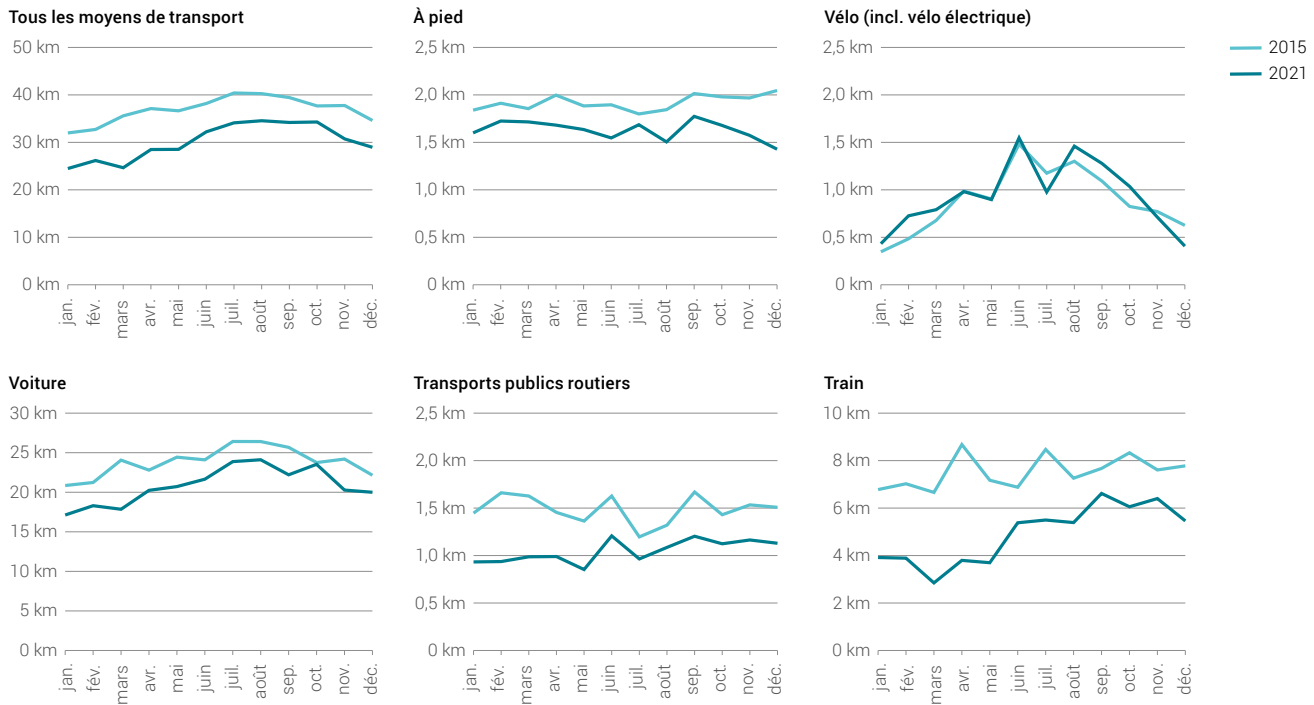 Tous les moyens de transport
50 km
40 km
30 km
20 km
10 km
0 km
jan.
fév.
mars
avr.
mai
juin
juil.
août
sep.
oct.
nov.
déc.
À pied
2,5 km
2,0 km
1,5 km
1,0 km
0,5 km
0 km
jan.
fév.
mars
avr.
mai
juin
juil.
août
sep.
oct.
nov.
déc.
Vélo (incl. vélo électrique)
2,5 km
2,0 km
1,5 km
1,0 km
0,5 km
0 km
jan.
fév.
mars
avr.
mai
juin
juil.
août
sep.
oct.
nov.
déc.
2015
2021
Voiture
30 km
25 km
20 km
15 km
10 km
5 km
0 km
jan.
fév.
mars
avr.
mai
juin
juil.
août
sep.
oct.
nov.
déc.
Transports publics routiers
2,5 km
2,0 km
1,5 km
1,0 km
0,5 km
0 km
jan.
fév.
mars
avr.
mai
juin
juil.
août
sep.
oct.
nov.
déc.
Train
10 km
8 km
6 km
4 km
2 km
0 km
jan.
fév.
mars
avr.
mai
juin
juil.
août
sep.
oct.
nov.
déc.